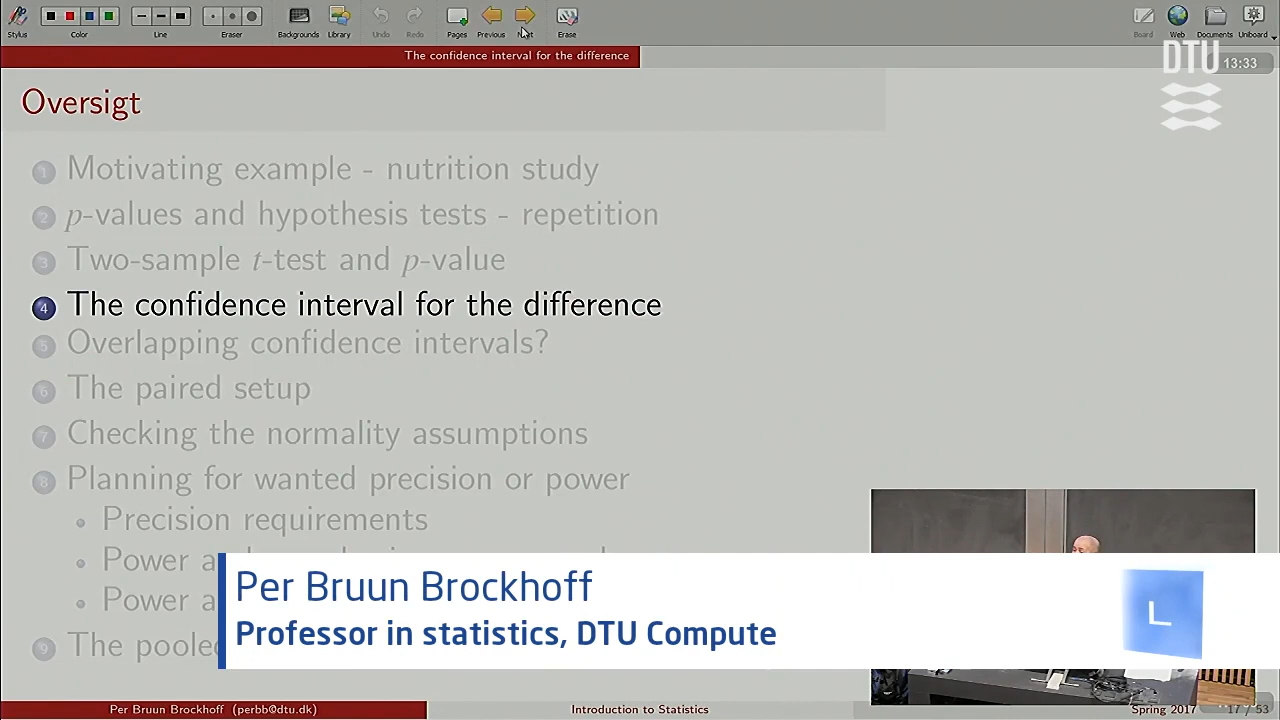 Stylus
Color
Line
Eraser
Backgrounds
Library
Undo
Redo
Pages
Previous
Erase
Board
Web
Documents
Uniboard
The confidence interval for the difference
DTU
13:33
Oversigt
1 Motivating example - nutrition study
2 p-values and hypothesis tests - repetition
3 Two-sample t-test and p-value
4 The confidence interval for the difference
5 Overlapping confidence intervals?
6 The paired setup
7 Checking the normality assumptions
8 Planning for wanted precision or power
Precision requirements
Power
Power
9 The pooled
Per Bruun Brockhoff
Professor in statistics, DTU Compute
L
Per Bruun Brockhoff (perbb@dtu.dk)
Introduction to Statistics
Spring 2017
17 / 53